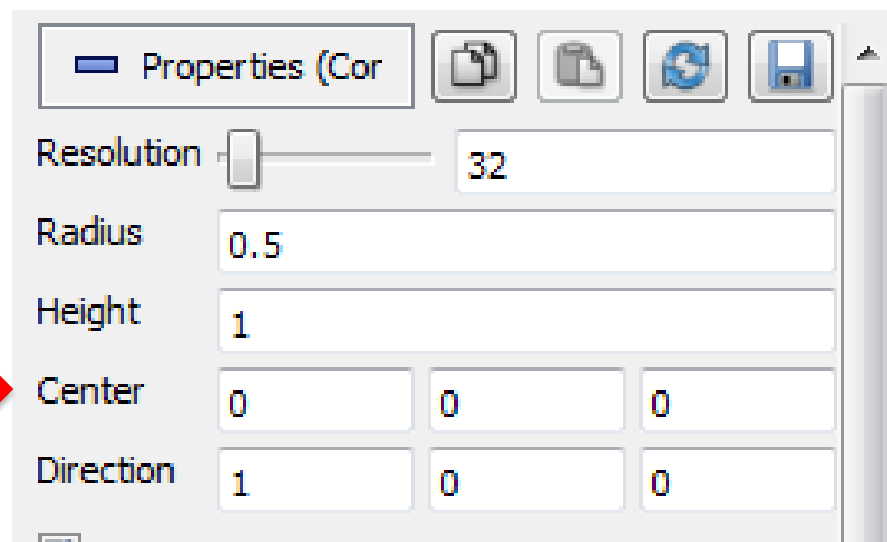 Properties (Cor
Resolution 32
Radius 0.5
Height 1
Center 0 0 0
Direction 1 0 0